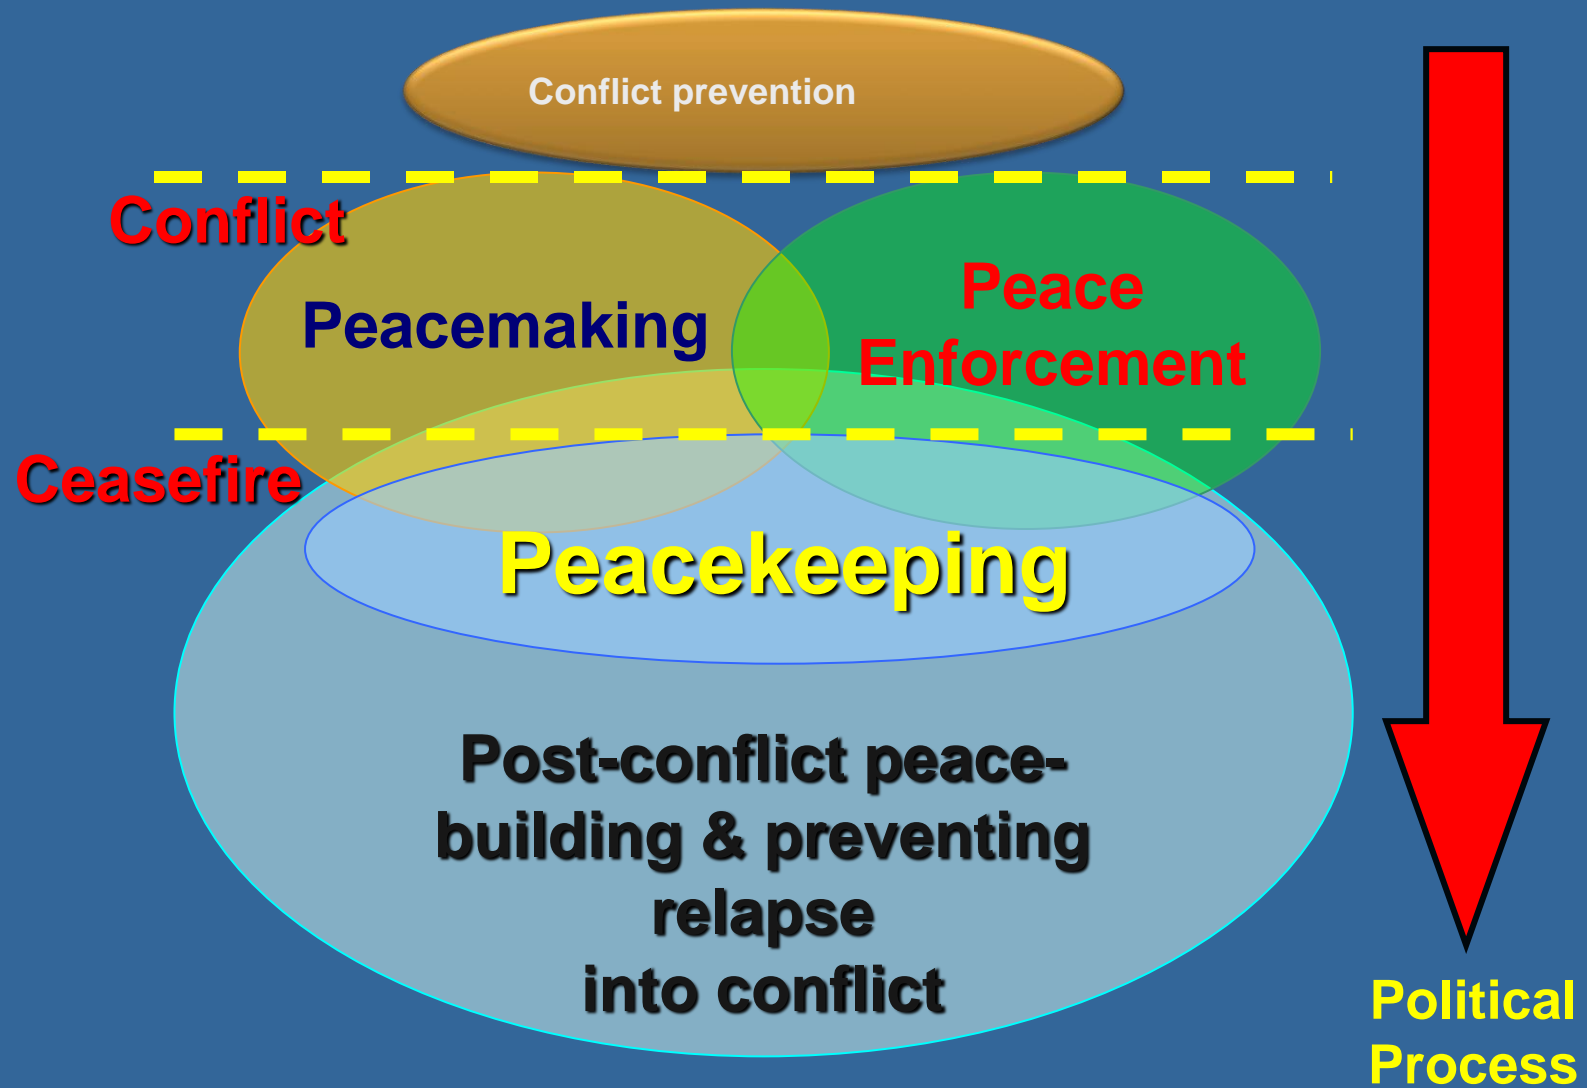 Conflict prevention
Conflict
Peacemaking
Peace
Enforcement
Ceasefire
Peacekeeping
Post-conflict peace-
building & preventing
relapse
into conflict
Political
Process